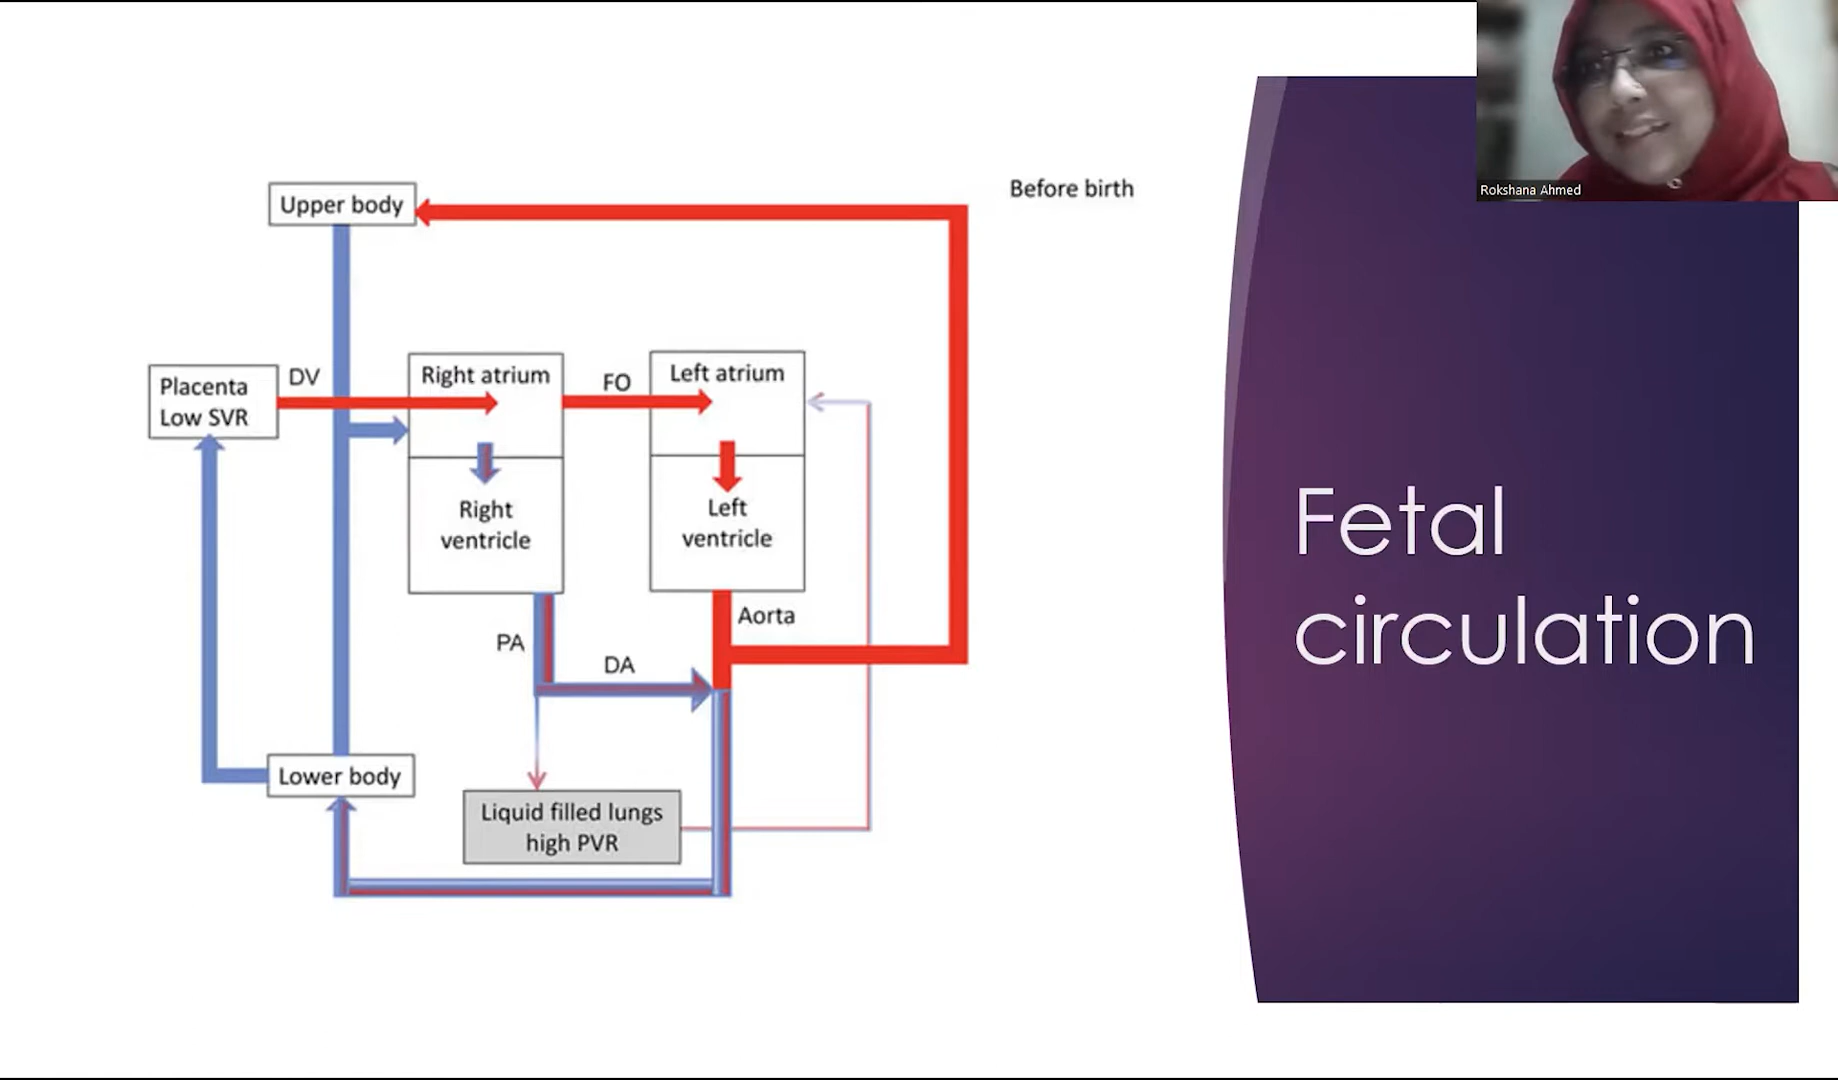 Rokshana Ahmed
Before birth
Upper body
Placenta
Low SVR
DV
Right atrium
FO
Left atrium
Right
ventricle
Left
ventricle
Aorta
PA
DA
Lower body
Liquid filled lungs
high PVR
Fetal
circulation